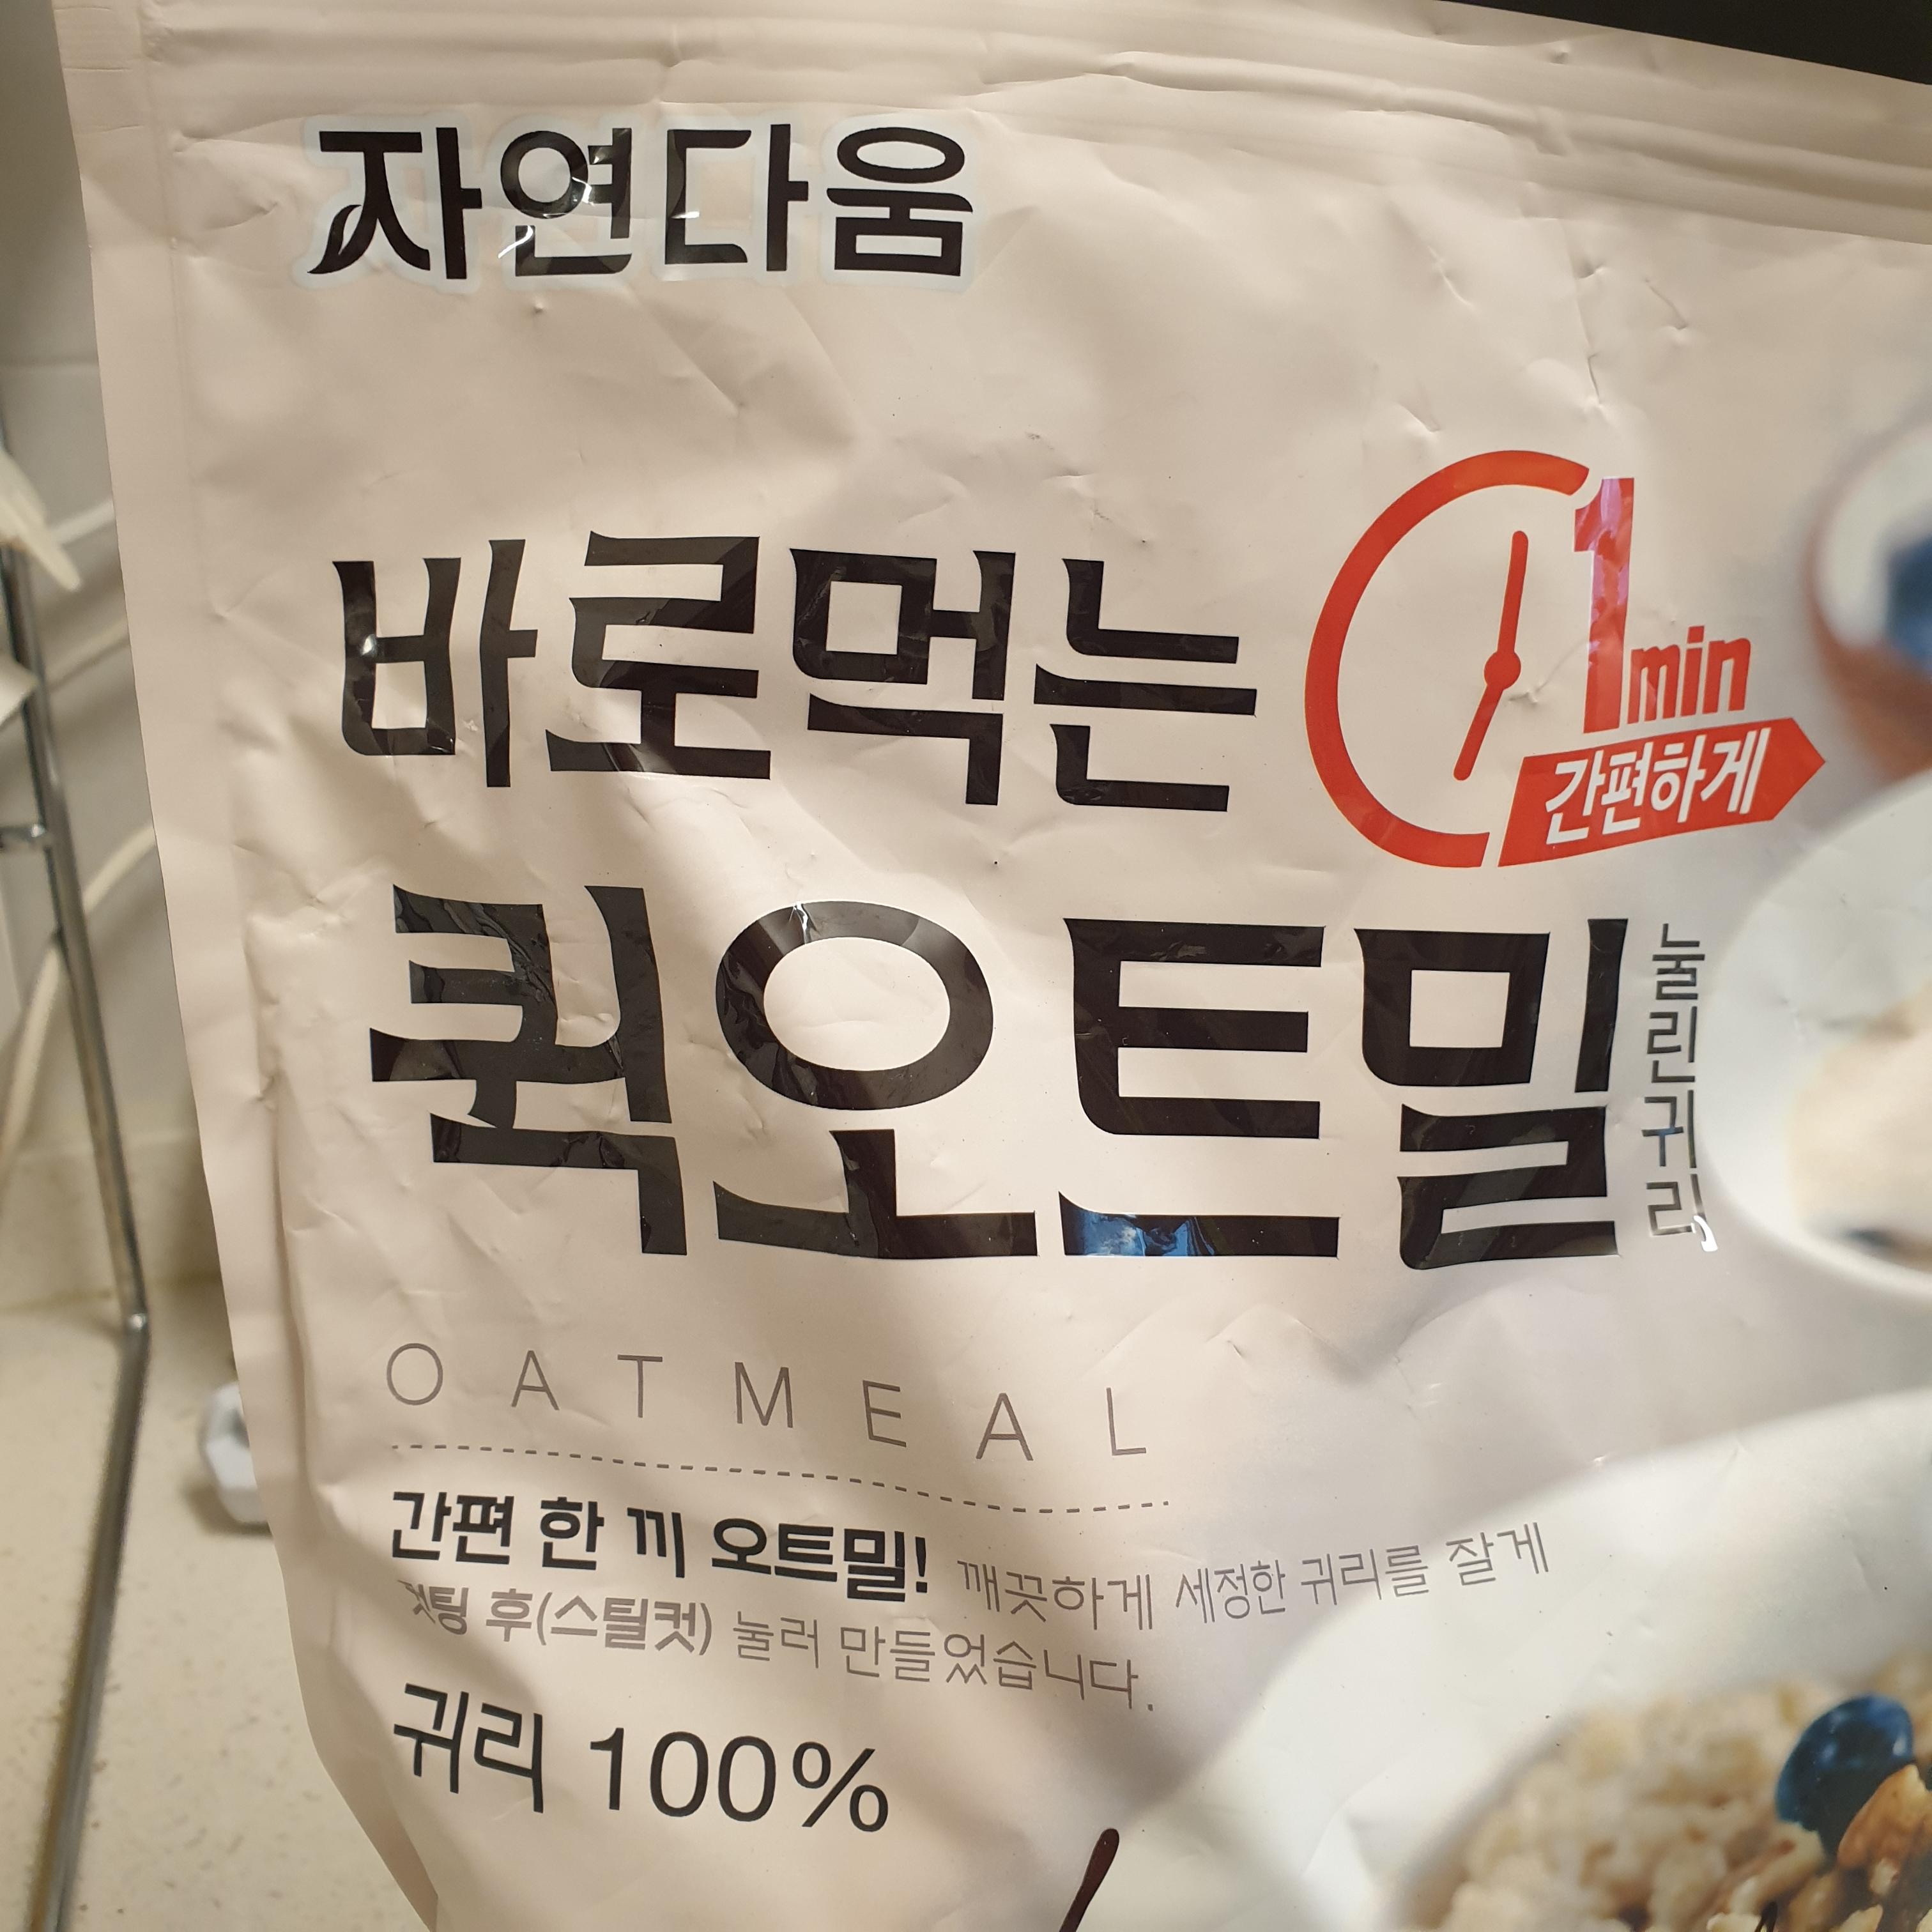 자연다움
바로먹는
1min
간편하게
퀵오트밀
눌린귀리
OATMEAL
간편 한 끼 오트밀! 깨끗하게 세정한 귀리를 잘게
컷팅 후(스틸컷) 눌러 만들었습니다.
귀리 100%